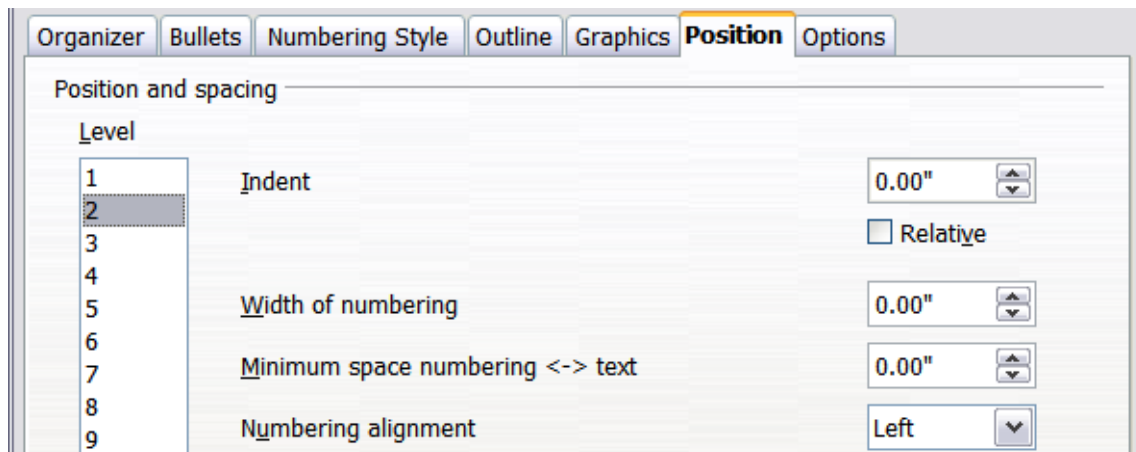 Organizer Bullets Numbering Style Outline Graphics Position Options
Position and spacing
Level
1 Indent 0.00"
2
3 Relative
4
5 Width of numbering 0.00"
6
7 Minimum space numbering <-> text 0.00"
8
9 Numbering alignment Left